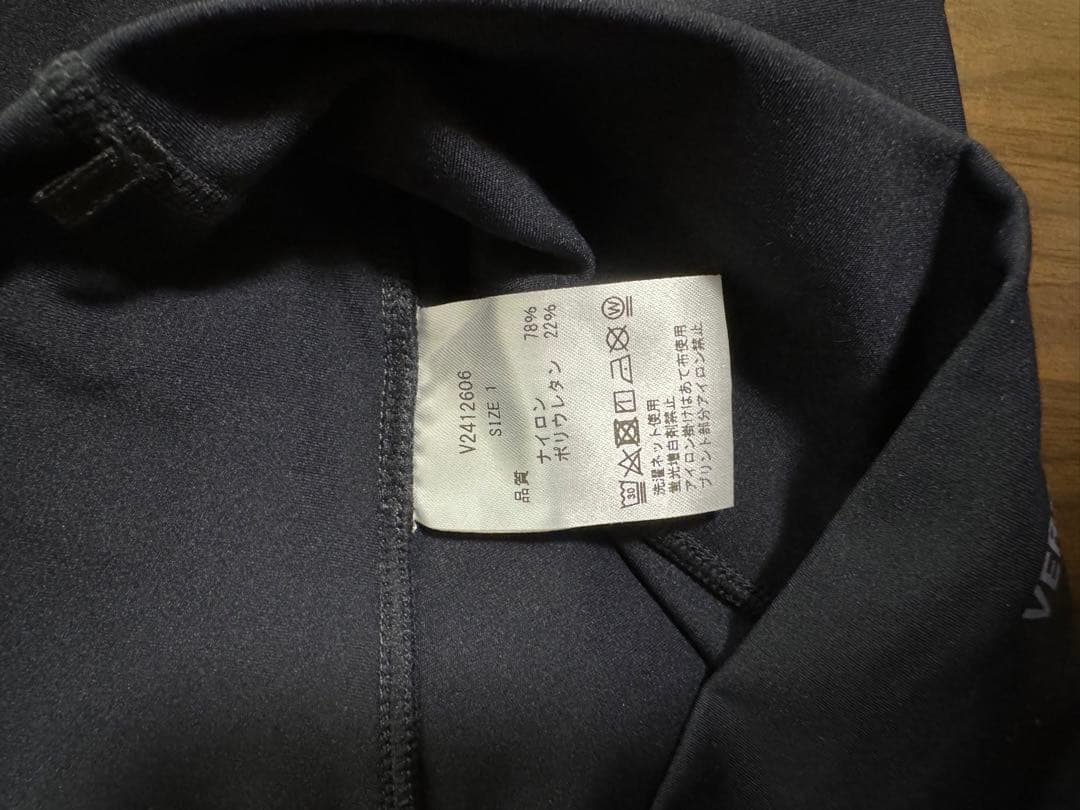 V2412606
SIZE 1
品質
ナイロン 78%
ポリウレタン 22%
30
W
洗濯ネット使用
蛍光増白剤禁止
アイロン掛けはあて布使用
プリント部分アイロン禁止
VER